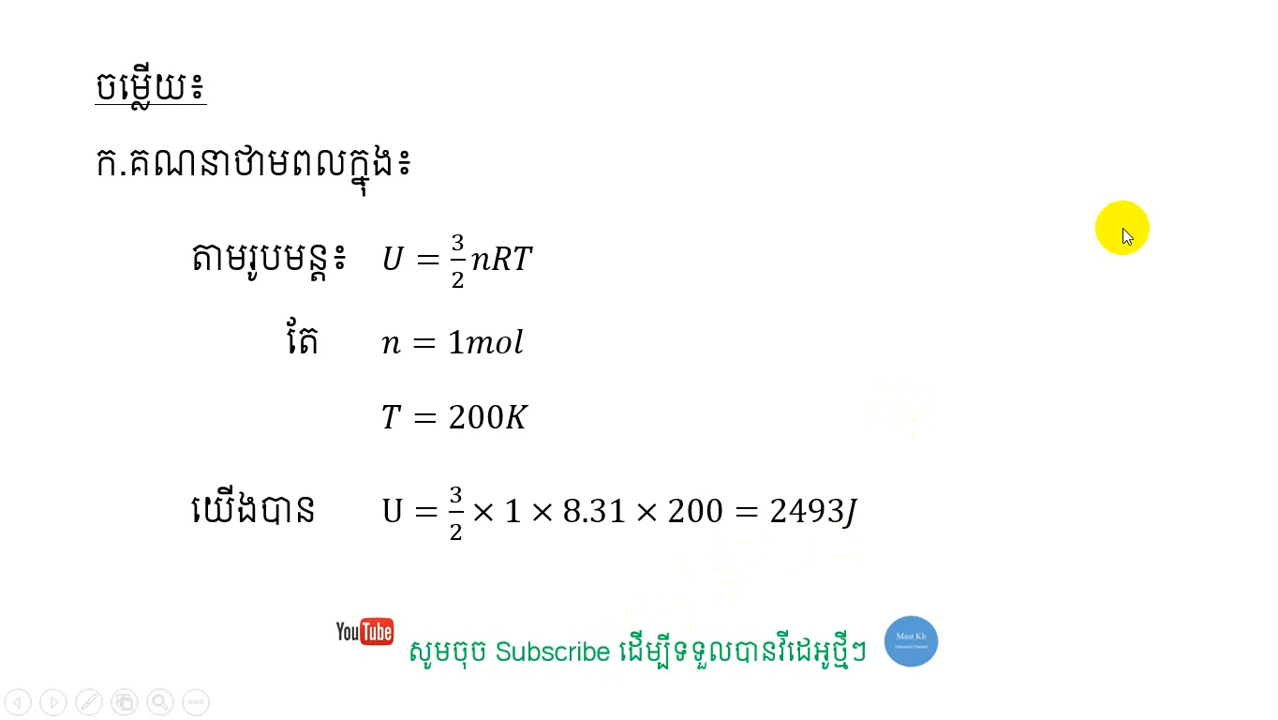 ចម្លើយ៖
ក.គណនាថាមពលក្នុង៖
តាមរូបមន្ត៖ U = 3/2 nRT
តែ n = 1mol
T = 200K
យើងបាន U = 3/2 × 1 × 8.31 × 200 = 2493J
YouTube សូមចុច Subscribe ដើម្បីទទួលបានវីដេអូថ្មីៗ